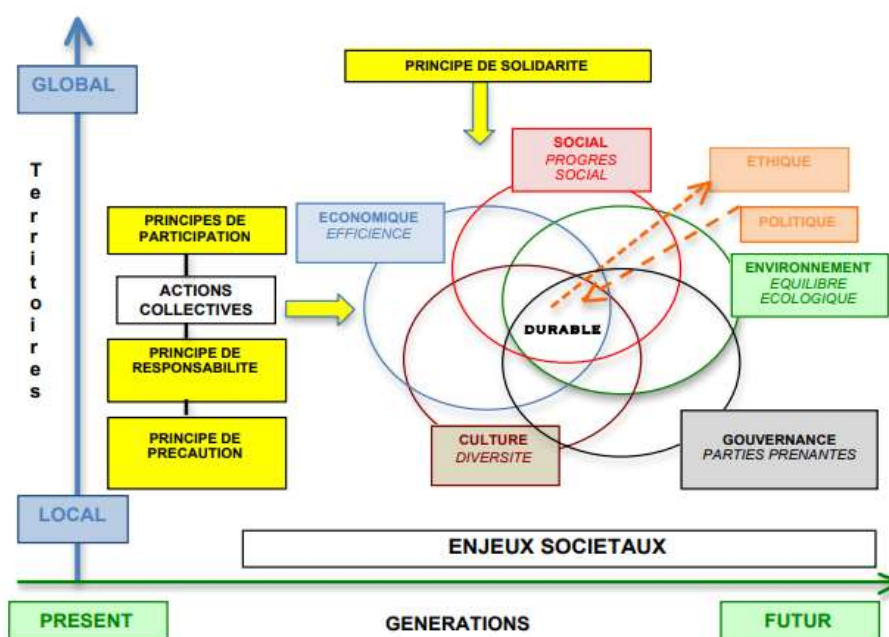 PRINCIPE DE SOLIDARITE
GLOBAL
Territoires
SOCIAL
PROGRES
SOCIAL
ETHIQUE
POLITIQUE
ECONOMIQUE
EFFICIENCE
PRINCIPES DE
PARTICIPATION
ACTIONS
COLLECTIVES
PRINCIPE DE
RESPONSABILITE
PRINCIPE DE
PRECAUTION
ENVIRONNEMENT
EQUILIBRE
ECOLOGIQUE
DURABLE
CULTURE
DIVERSITE
GOUVERNANCE
PARTIES PRENANTES
LOCAL
ENJEUX SOCIETAUX
PRESENT
GENERATIONS
FUTUR